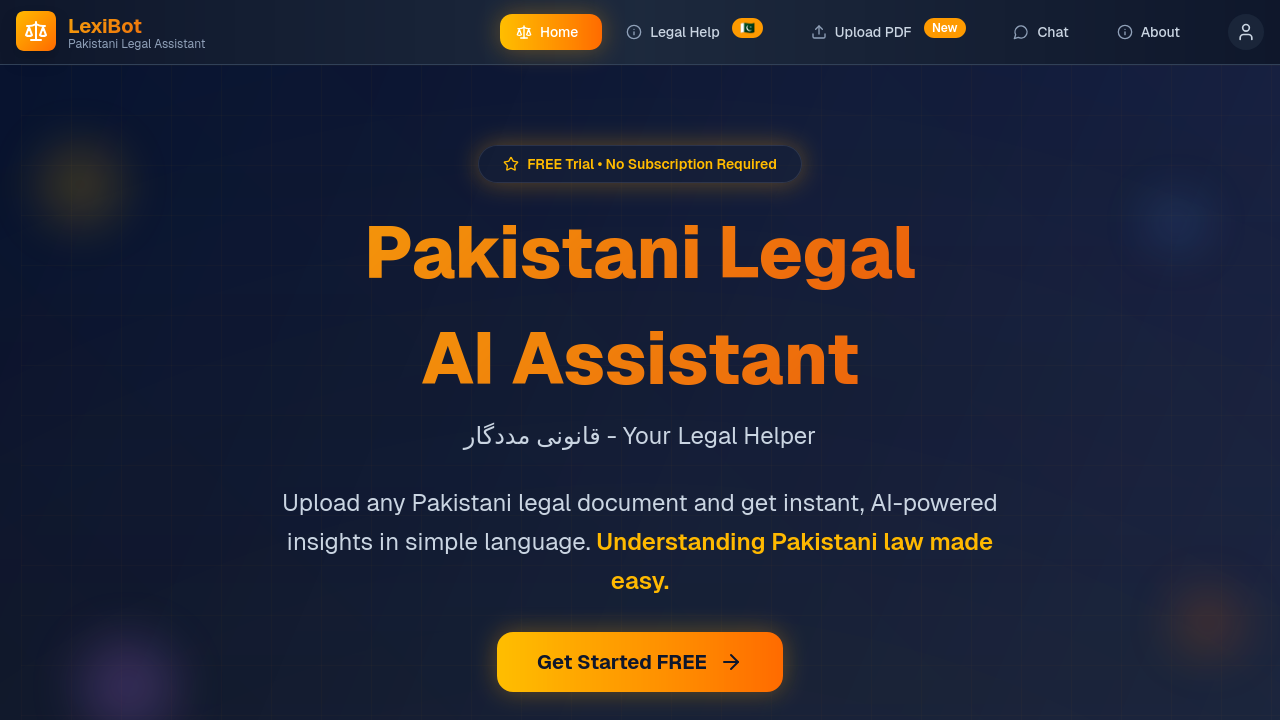 LexiBot
Pakistani Legal Assistant
Home
Legal Help 🇵🇰
Upload PDF New
Chat
About
FREE Trial • No Subscription Required
Pakistani Legal
AI Assistant
قانونی مددگار - Your Legal Helper
Upload any Pakistani legal document and get instant, AI-powered
insights in simple language. Understanding Pakistani law made
easy.
Get Started FREE